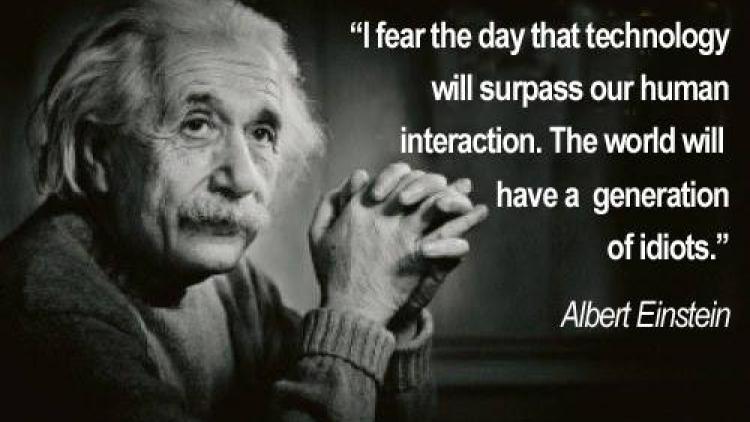 “I fear the day that technology
will surpass our human
interaction. The world will
have a generation
of idiots.”
Albert Einstein